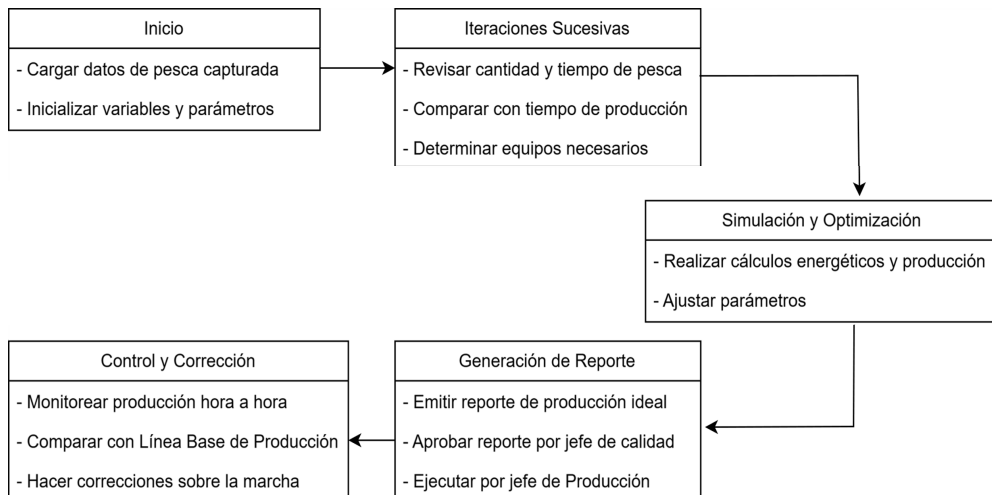 Inicio
- Cargar datos de pesca capturada
- Inicializar variables y parámetros
Iteraciones Sucesivas
- Revisar cantidad y tiempo de pesca
- Comparar con tiempo de producción
- Determinar equipos necesarios
Simulación y Optimización
- Realizar cálculos energéticos y producción
- Ajustar parámetros
Generación de Reporte
- Emitir reporte de producción ideal
- Aprobar reporte por jefe de calidad
- Ejecutar por jefe de Producción
Control y Corrección
- Monitorear producción hora a hora
- Comparar con Línea Base de Producción
- Hacer correcciones sobre la marcha